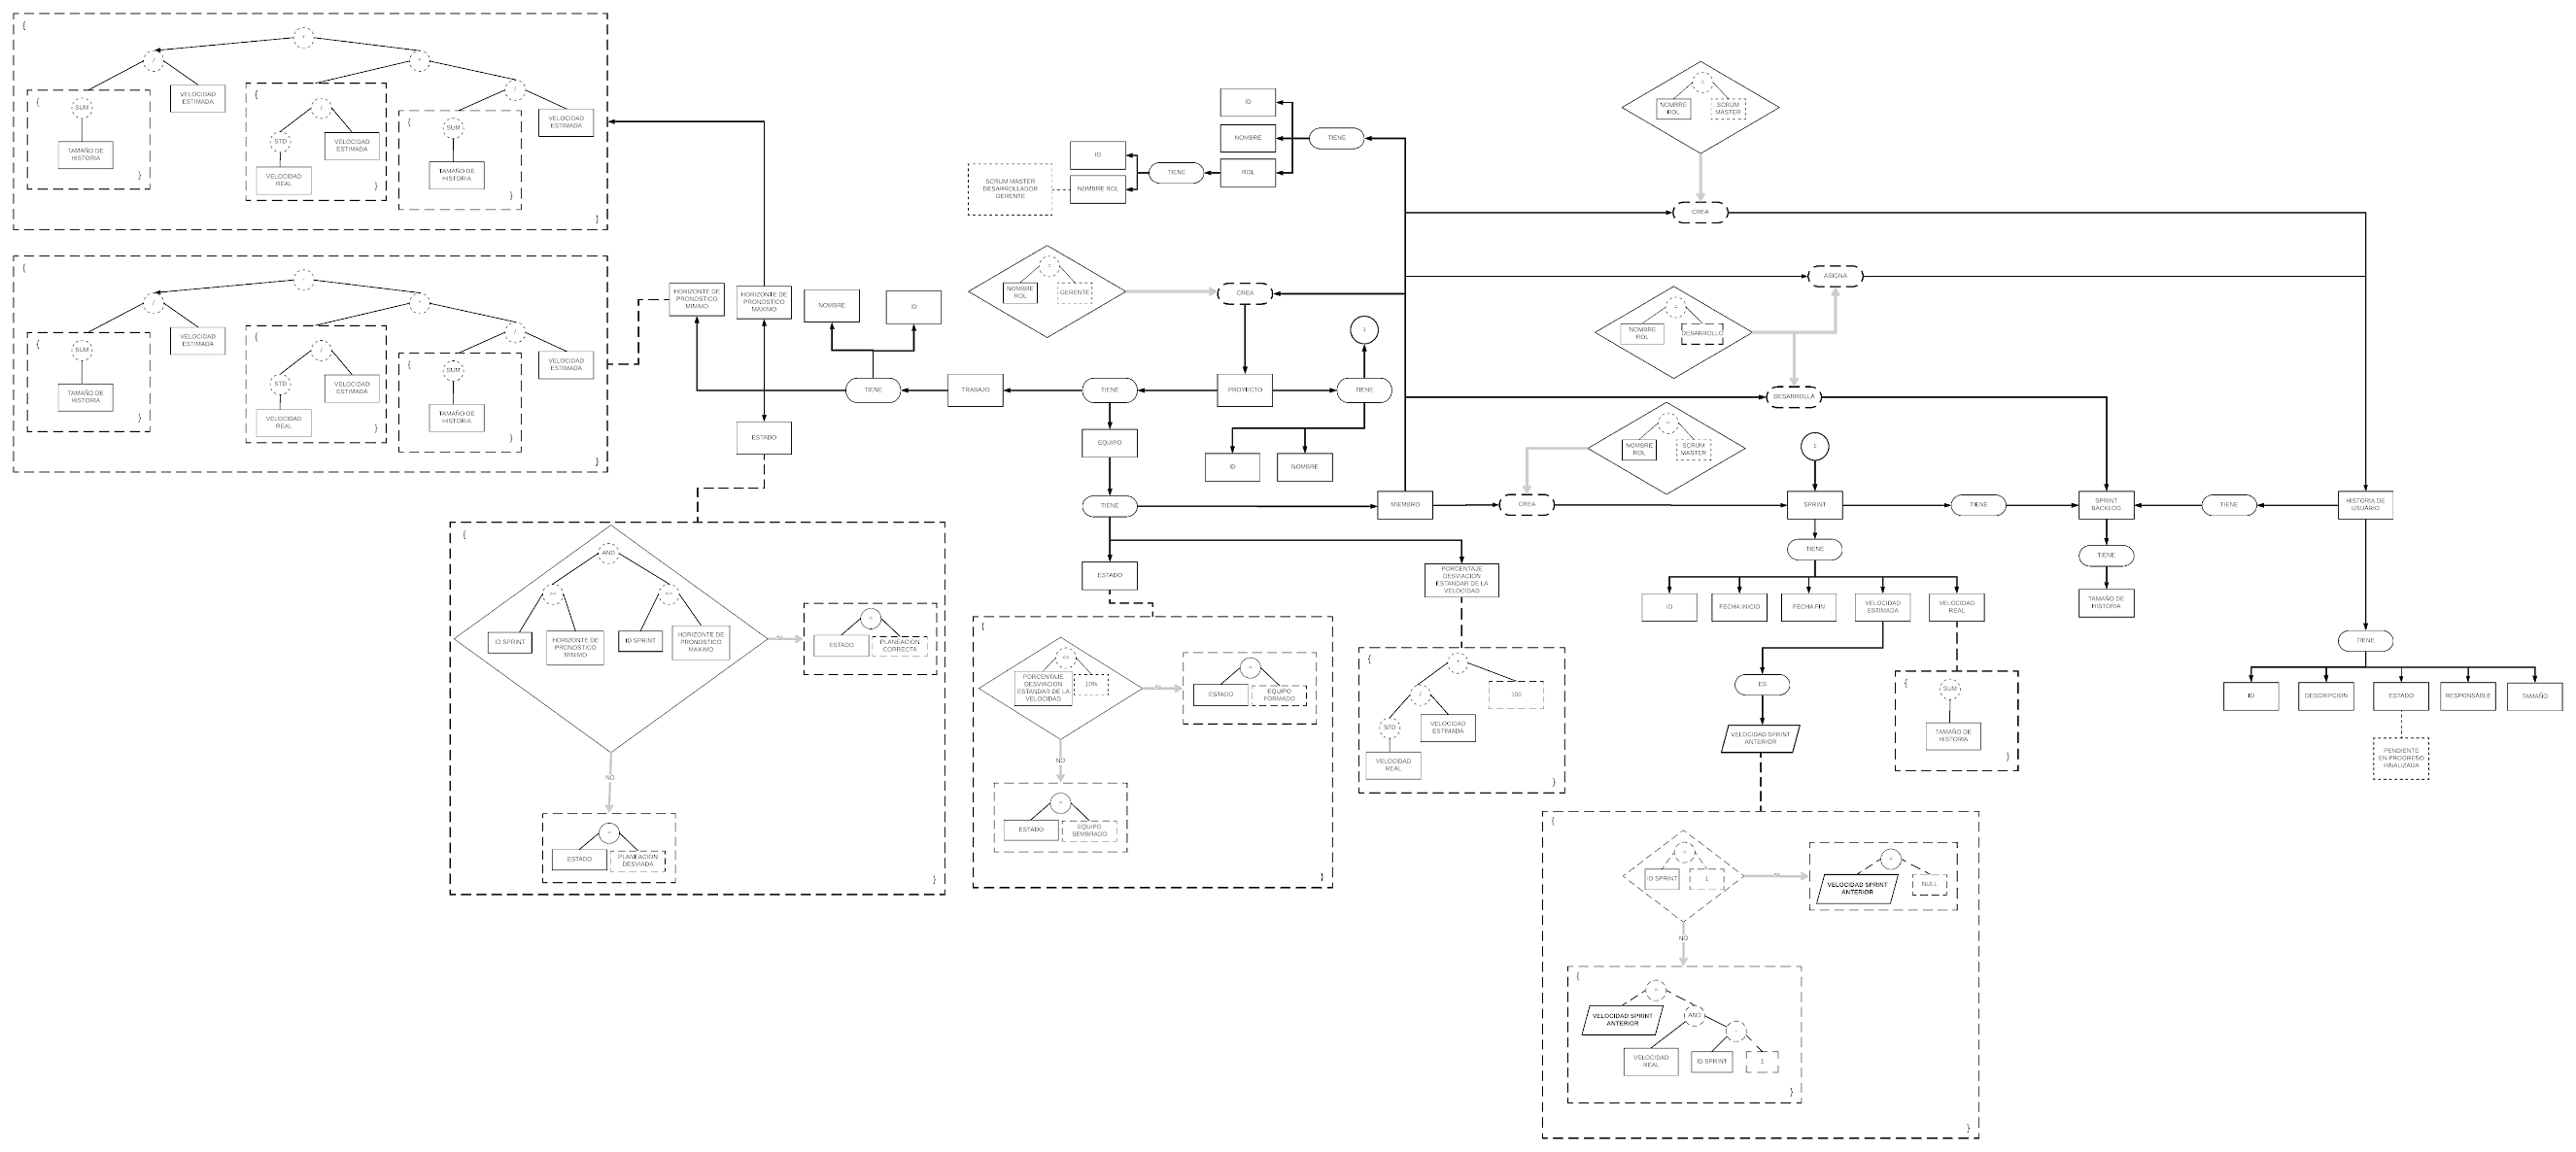 {
+
/
*
SUM
TAMAÑO DE
HISTORIA
}
VELOCIDAD
ESTIMADA
{
/
STD
VELOCIDAD
REAL
VELOCIDAD
ESTIMADA
}
/
{
SUM
TAMAÑO DE
HISTORIA
}
VELOCIDAD
ESTIMADA
}
{
-
/
*
SUM
TAMAÑO DE
HISTORIA
}
VELOCIDAD
ESTIMADA
{
/
STD
VELOCIDAD
REAL
VELOCIDAD
ESTIMADA
}
/
{
SUM
TAMAÑO DE
HISTORIA
}
VELOCIDAD
ESTIMADA
}
HORIZONTE DE
PRONOSTICO
MINIMO
HORIZONTE DE
PRONOSTICO
MAXIMO
NOMBRE
ID
TIENE
TRABAJO
TIENE
PROYECTO
TIENE
1
ID
NOMBRE
ESTADO
EQUIPO
TIENE
NOMBRE
ROL
=
GERENTE
CREA
SCRUM MASTER
DESARROLLADOR
GERENTE
ID
NOMBRE ROL
TIENE
ID
NOMBRE
ROL
TIENE
=
NOMBRE
ROL
SCRUM
MASTER
CREA
ASIGNA
=
NOMBRE
ROL
DESARROLLO
DESARROLLA
=
NOMBRE
ROL
SCRUM
MASTER
1
MIEMBRO
CREA
SPRINT
TIENE
SPRINT
BACKLOG
TIENE
HISTORIA DE
USUARIO
TIENE
TIENE
TAMAÑO DE
HISTORIA
ID
FECHA INICIO
FECHA FIN
VELOCIDAD
ESTIMADA
VELOCIDAD
REAL
TIENE
ID
DESCRIPCION
ESTADO
RESPONSABLE
TAMAÑO
PENDIENTE
EN PROGRESO
FINALIZADA
ES
VELOCIDAD SPRINT
ANTERIOR
{
SUM
TAMAÑO DE
HISTORIA
}
ESTADO
PORCENTAJE
DESVIACION
ESTANDAR DE LA
VELOCIDAD
{
AND
>=
<=
ID SPRINT
HORIZONTE DE
PRONOSTICO
MINIMO
ID SPRINT
HORIZONTE DE
PRONOSTICO
MAXIMO
SI
=
ESTADO
PLANEACION
CORRECTA
NO
=
ESTADO
PLANEACION
DESVIADA
}
{
<=
PORCENTAJE
DESVIACION
ESTANDAR DE LA
VELOCIDAD
10%
SI
=
ESTADO
EQUIPO
FORMADO
NO
=
ESTADO
EQUIPO
SEMBRADO
}
{
*
/
100
STD
VELOCIDAD
ESTIMADA
VELOCIDAD
REAL
}
{
=
ID SPRINT
1
SI
=
VELOCIDAD SPRINT
ANTERIOR
NULL
NO
{
=
VELOCIDAD SPRINT
ANTERIOR
AND
-
VELOCIDAD
REAL
ID SPRINT
1
}
}